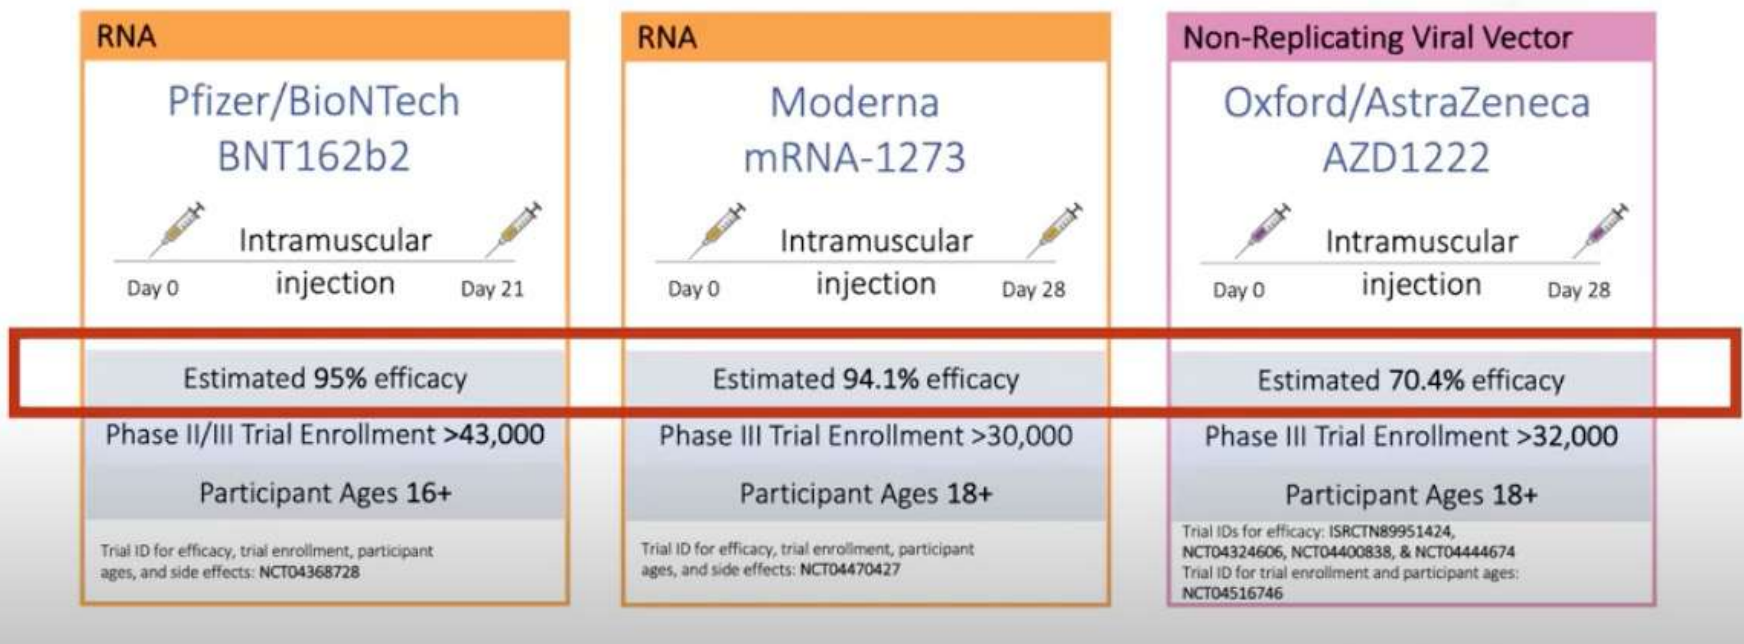 RNA
Pfizer/BioNTech
BNT162b2
Intramuscular
injection
Day 0
Day 21
Estimated 95% efficacy
Phase II/III Trial Enrollment >43,000
Participant Ages 16+
Trial ID for efficacy, trial enrollment, participant
ages, and side effects: NCT04368728
RNA
Moderna
mRNA-1273
Intramuscular
injection
Day 0
Day 28
Estimated 94.1% efficacy
Phase III Trial Enrollment >30,000
Participant Ages 18+
Trial ID for efficacy, trial enrollment, participant
ages, and side effects: NCT04470427
Non-Replicating Viral Vector
Oxford/AstraZeneca
AZD1222
Intramuscular
injection
Day 0
Day 28
Estimated 70.4% efficacy
Phase III Trial Enrollment >32,000
Participant Ages 18+
Trial IDs for efficacy: ISRCTN89951424,
NCT04324606, NCT04400838, & NCT04444674
Trial ID for trial enrollment and participant ages:
NCT04516746